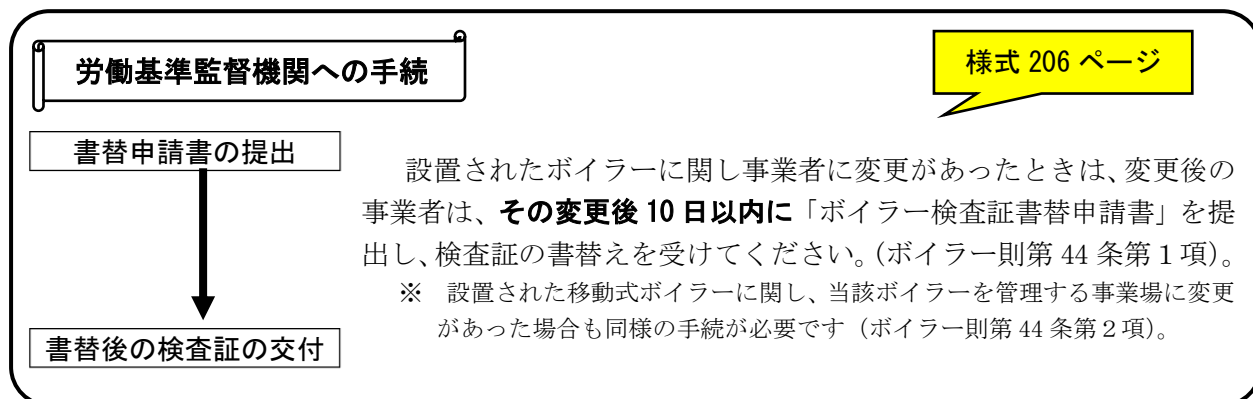 労働基準監督機関への手続
様式 206 ページ
書替申請書の提出
設置されたボイラーに関し事業者に変更があったときは、変更後の
事業者は、その変更後 10 日以内に「ボイラー検査証書替申請書」を提
出し、検査証の書替えを受けてください。(ボイラー則第 44 条第１項)。
※ 設置された移動式ボイラーに関し、当該ボイラーを管理する事業場に変更
があった場合も同様の手続が必要です（ボイラー則第 44 条第２項）。
書替後の検査証の交付